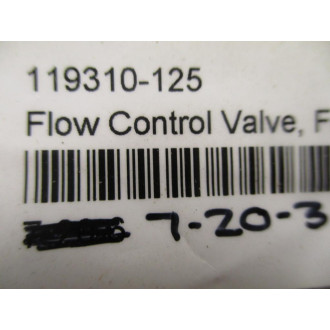 119310-125
Flow Control Valve, F
7-20-3